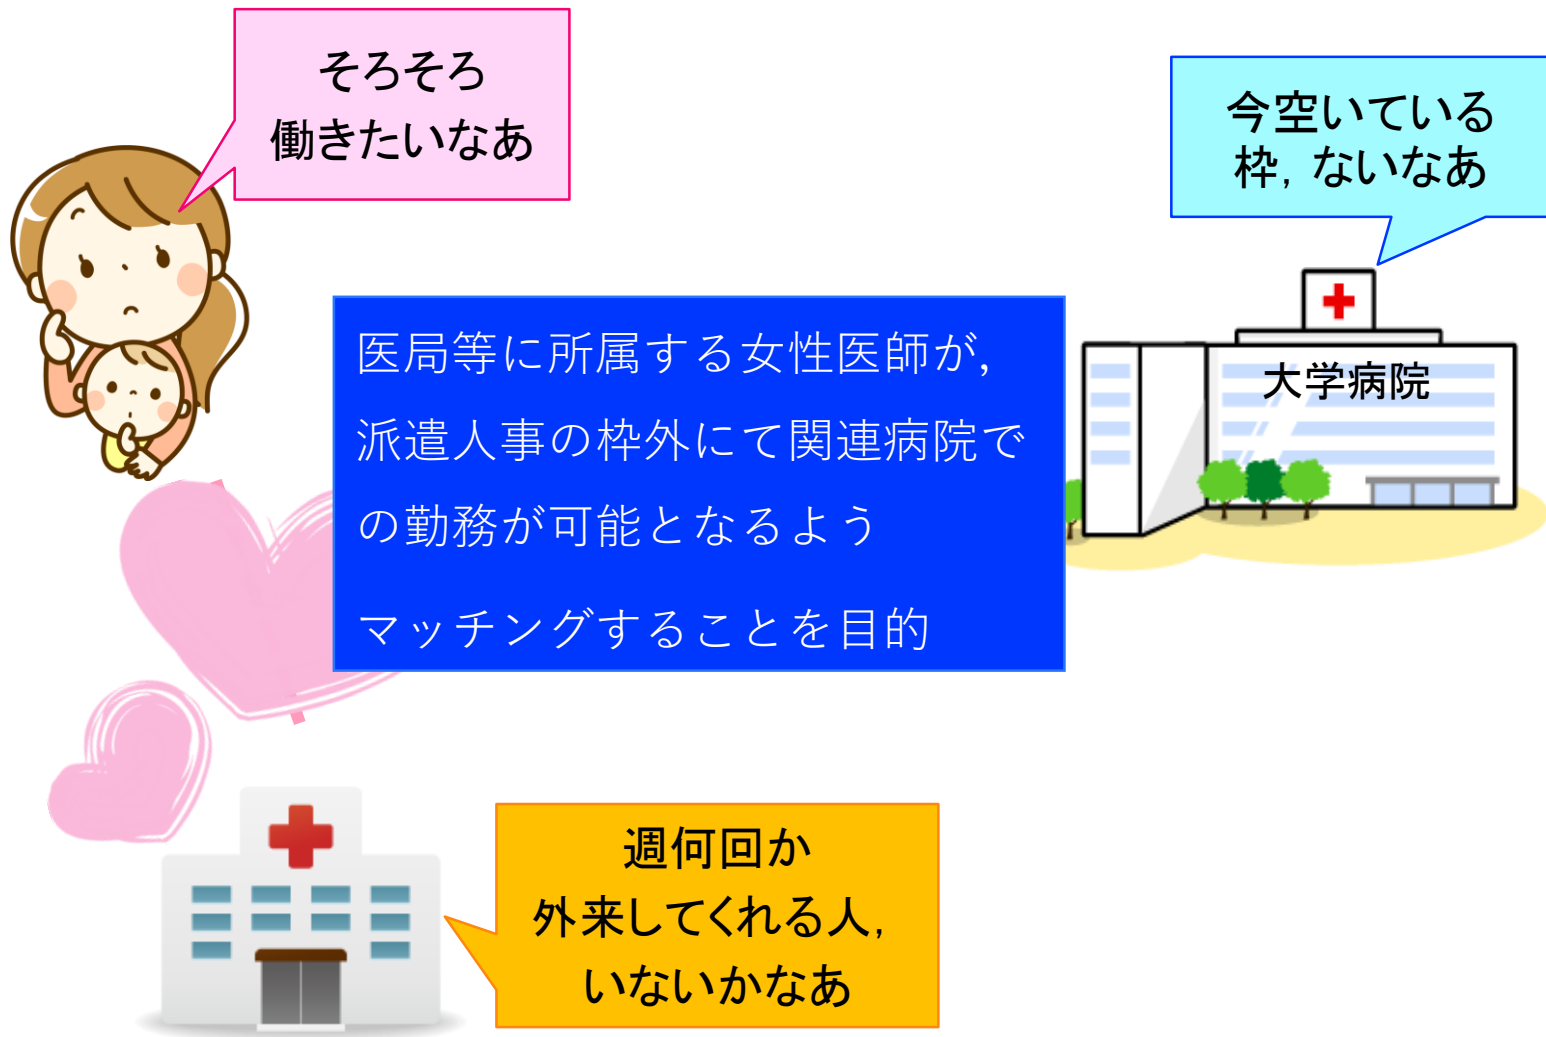 そろそろ
働きたいなあ
今空いている
枠，ないなあ
医局等に所属する女性医師が，
派遣人事の枠外にて関連病院で
の勤務が可能となるよう
マッチングすることを目的
大学病院
週何回か
外来してくれる人，
いないかなあ